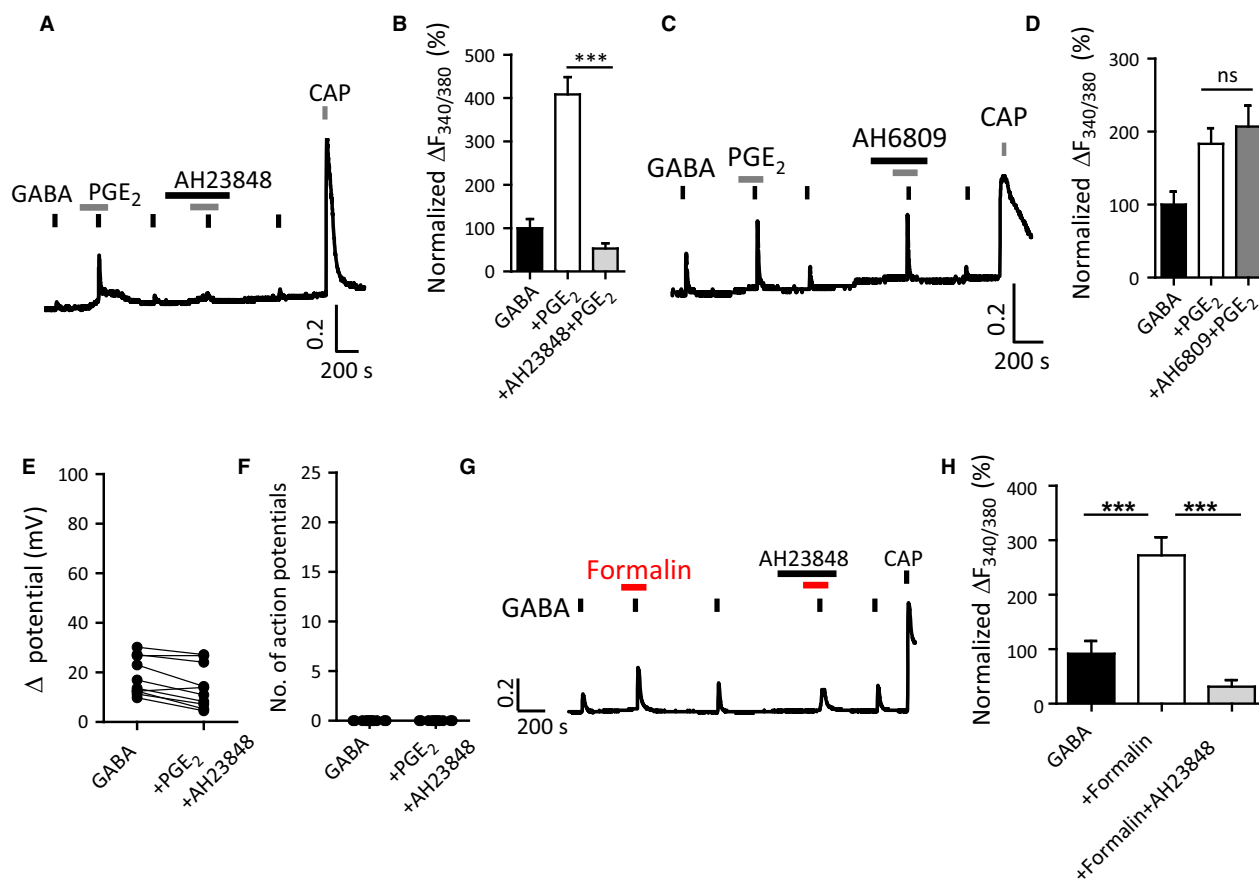 A
GABA
PGE₂
AH23848
CAP
0.2
200 s
B
Normalized ΔF340/380 (%)
500
400
300
200
100
0
***
GABA
+PGE₂
+AH23848+PGE₂
C
GABA
PGE₂
AH6809
CAP
0.2
200 s
D
Normalized ΔF340/380 (%)
300
200
100
0
ns
GABA
+PGE₂
+AH6809+PGE₂
E
Δ potential (mV)
100
80
60
40
20
0
GABA
+PGE₂
+AH23848
F
No. of action potentials
25
20
15
10
5
0
GABA
+PGE₂
+AH23848
G
Formalin
GABA
AH23848
CAP
0.2
200 s
H
Normalized ΔF340/380 (%)
400
300
200
100
0
*** ***
GABA
+Formalin
+Formalin+AH23848